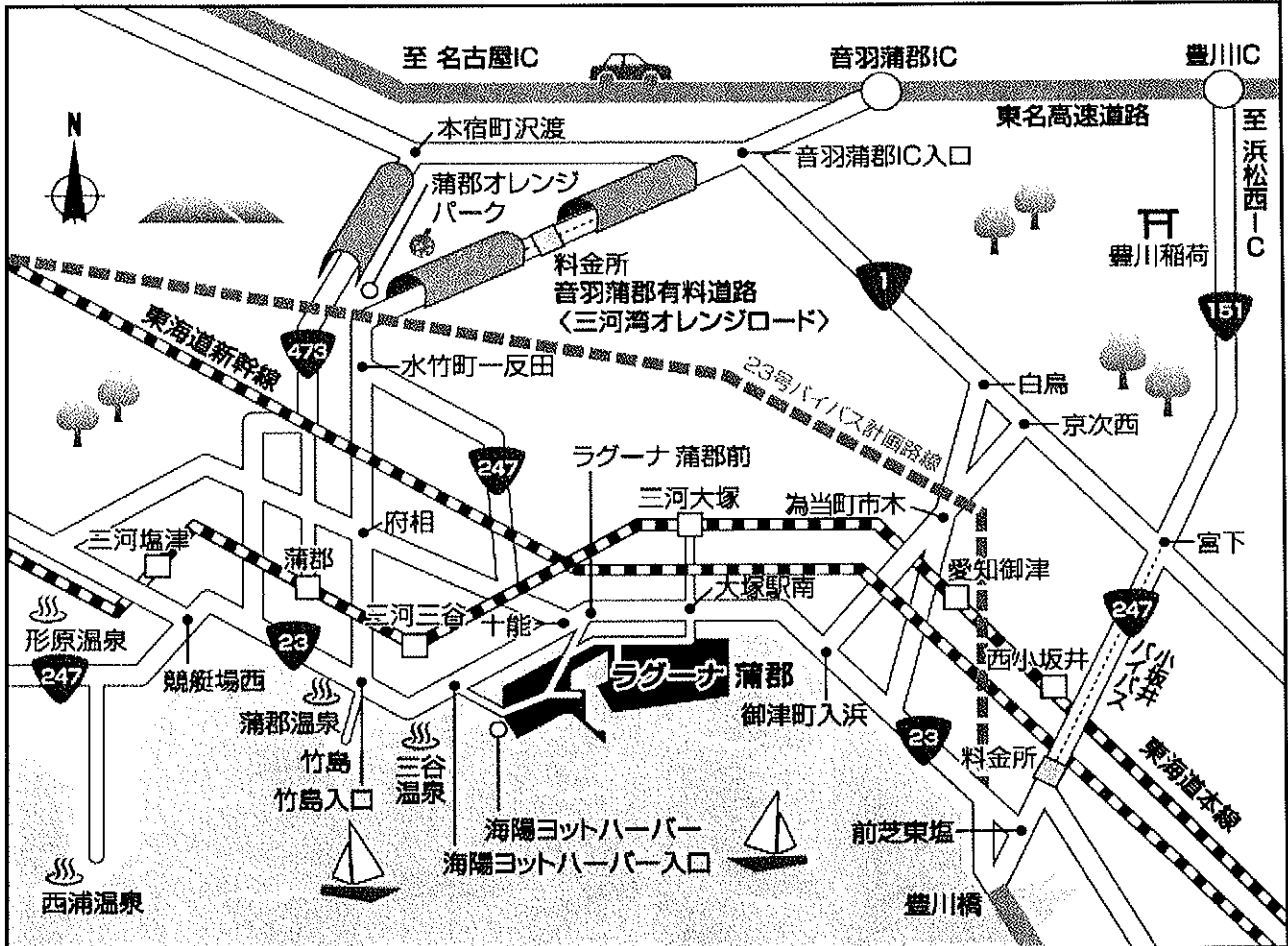 至 名古屋IC
音羽蒲郡IC
豊川IC
東名高速道路
至 浜松西IC
N
本宿町沢渡
音羽蒲郡IC入口
蒲郡オレンジ
パーク
豊川稲荷
料金所
音羽蒲郡有料道路
〈三河湾オレンジロード〉
1
151
東海道新幹線
473
水竹町一反田
23号バイパス計画路線
白鳥
京次西
247
ラグーナ 蒲郡前
三河大塚
為当町市木
府相
三河塩津
蒲郡
宮下
愛知御津
形原温泉
三河三谷
十能
大塚駅南
247
小坂井
バイパス
247
競艇場西
23
ラグーナ 蒲郡
西小坂井
蒲郡温泉
御津町入浜
23
竹島
三谷
温泉
料金所
東海道本線
竹島入口
海陽ヨットハーバー
海陽ヨットハーバー入口
前芝東塩
西浦温泉
豊川橋